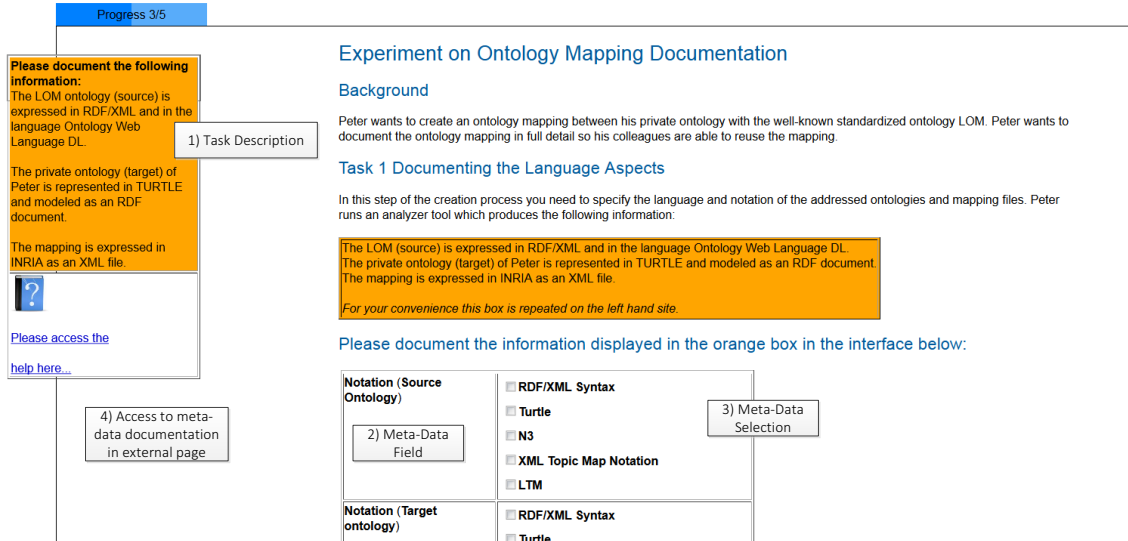 Progress 3/5
Please document the following
information:
The LOM ontology (source) is
expressed in RDF/XML and in the
language Ontology Web
Language DL.
The private ontology (target) of
Peter is represented in TURTLE
and modeled as an RDF
document.
The mapping is expressed in
INRIA as an XML file.
Please access the
help here...
1) Task Description
4) Access to meta-
data documentation
in external page
Experiment on Ontology Mapping Documentation
Background
Peter wants to create an ontology mapping between his private ontology with the well-known standardized ontology LOM. Peter wants to
document the ontology mapping in full detail so his colleagues are able to reuse the mapping.
Task 1 Documenting the Language Aspects
In this step of the creation process you need to specify the language and notation of the addressed ontologies and mapping files. Peter
runs an analyzer tool which produces the following information:
The LOM (source) is expressed in RDF/XML and in the language Ontology Web Language DL.
The private ontology (target) of Peter is represented in TURTLE and modeled as an RDF document.
The mapping is expressed in INRIA as an XML file.
For your convenience this box is repeated on the left hand site.
Please document the information displayed in the orange box in the interface below:
Notation (Source
Ontology)
2) Meta-Data
Field
RDF/XML Syntax
Turtle
N3
XML Topic Map Notation
LTM
3) Meta-Data
Selection
Notation (Target
ontology)
RDF/XML Syntax
Turtle